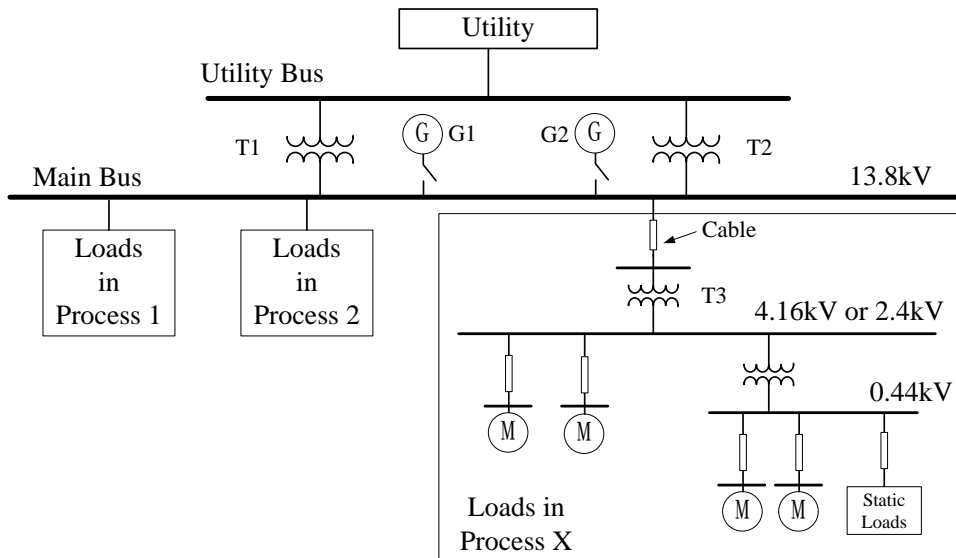 Utility
Utility Bus
T1
G
G1
G2
G
T2
Main Bus
13.8kV
Loads
in
Process 1
Loads
in
Process 2
Cable
T3
4.16kV or 2.4kV
0.44kV
M
M
M
M
Static
Loads
Loads in
Process X